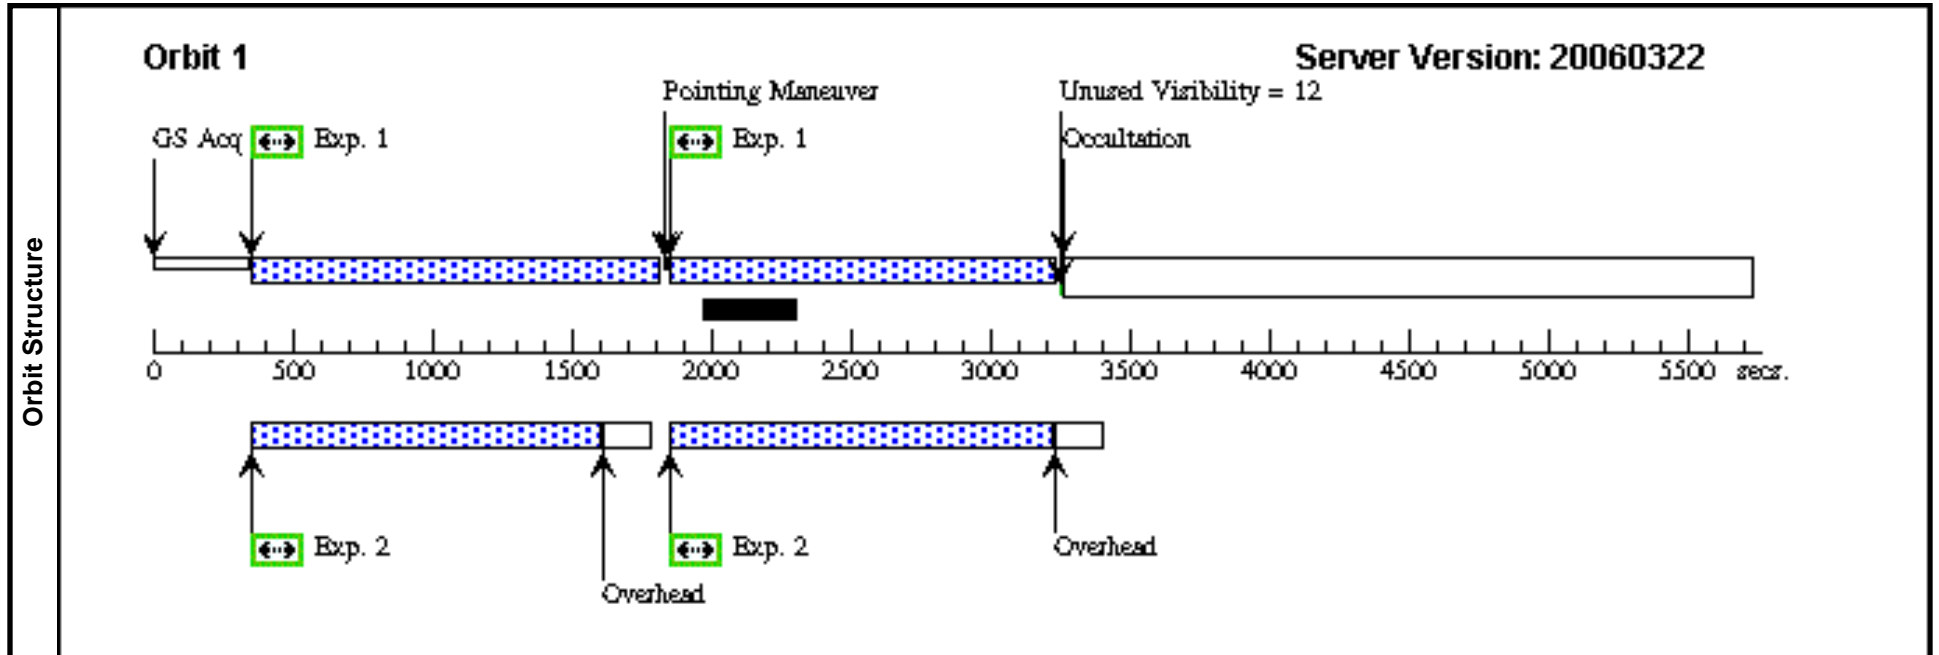 Orbit Structure
Orbit 1
Server Version: 20060322
Pointing Maneuver
Unused Visibility = 12
GS Acq
Exp. 1
Exp. 1
Occultation
0 500 1000 1500 2000 2500 3000 3500 4000 4500 5000 5500 secs.
Exp. 2
Exp. 2
Overhead
Overhead